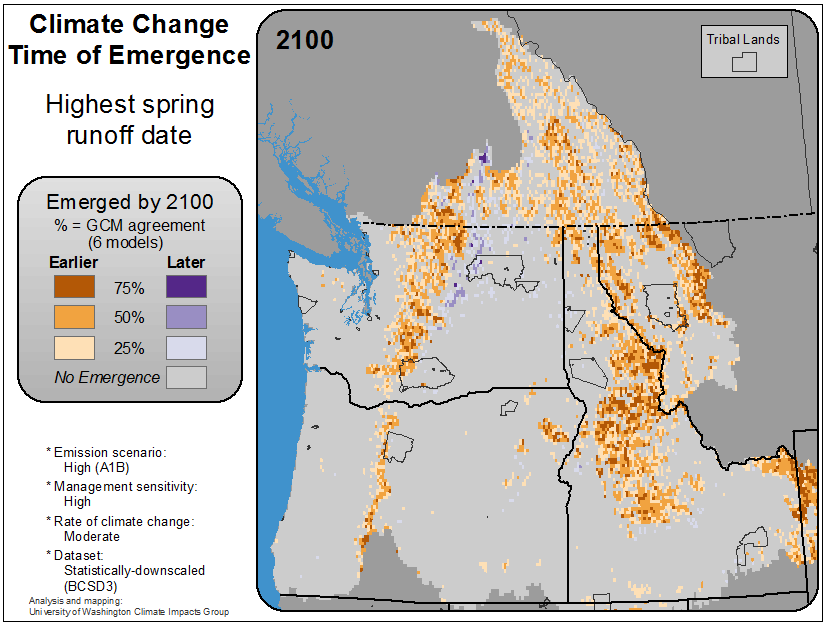 Climate Change
Time of Emergence
Highest spring
runoff date
Emerged by 2100
% = GCM agreement
(6 models)
Earlier Later
75%
50%
25%
No Emergence
* Emission scenario:
High (A1B)
* Management sensitivity:
High
* Rate of climate change:
Moderate
* Dataset:
Statistically-downscaled
(BCSD3)
Analysis and mapping:
University of Washington Climate Impacts Group
2100
Tribal Lands